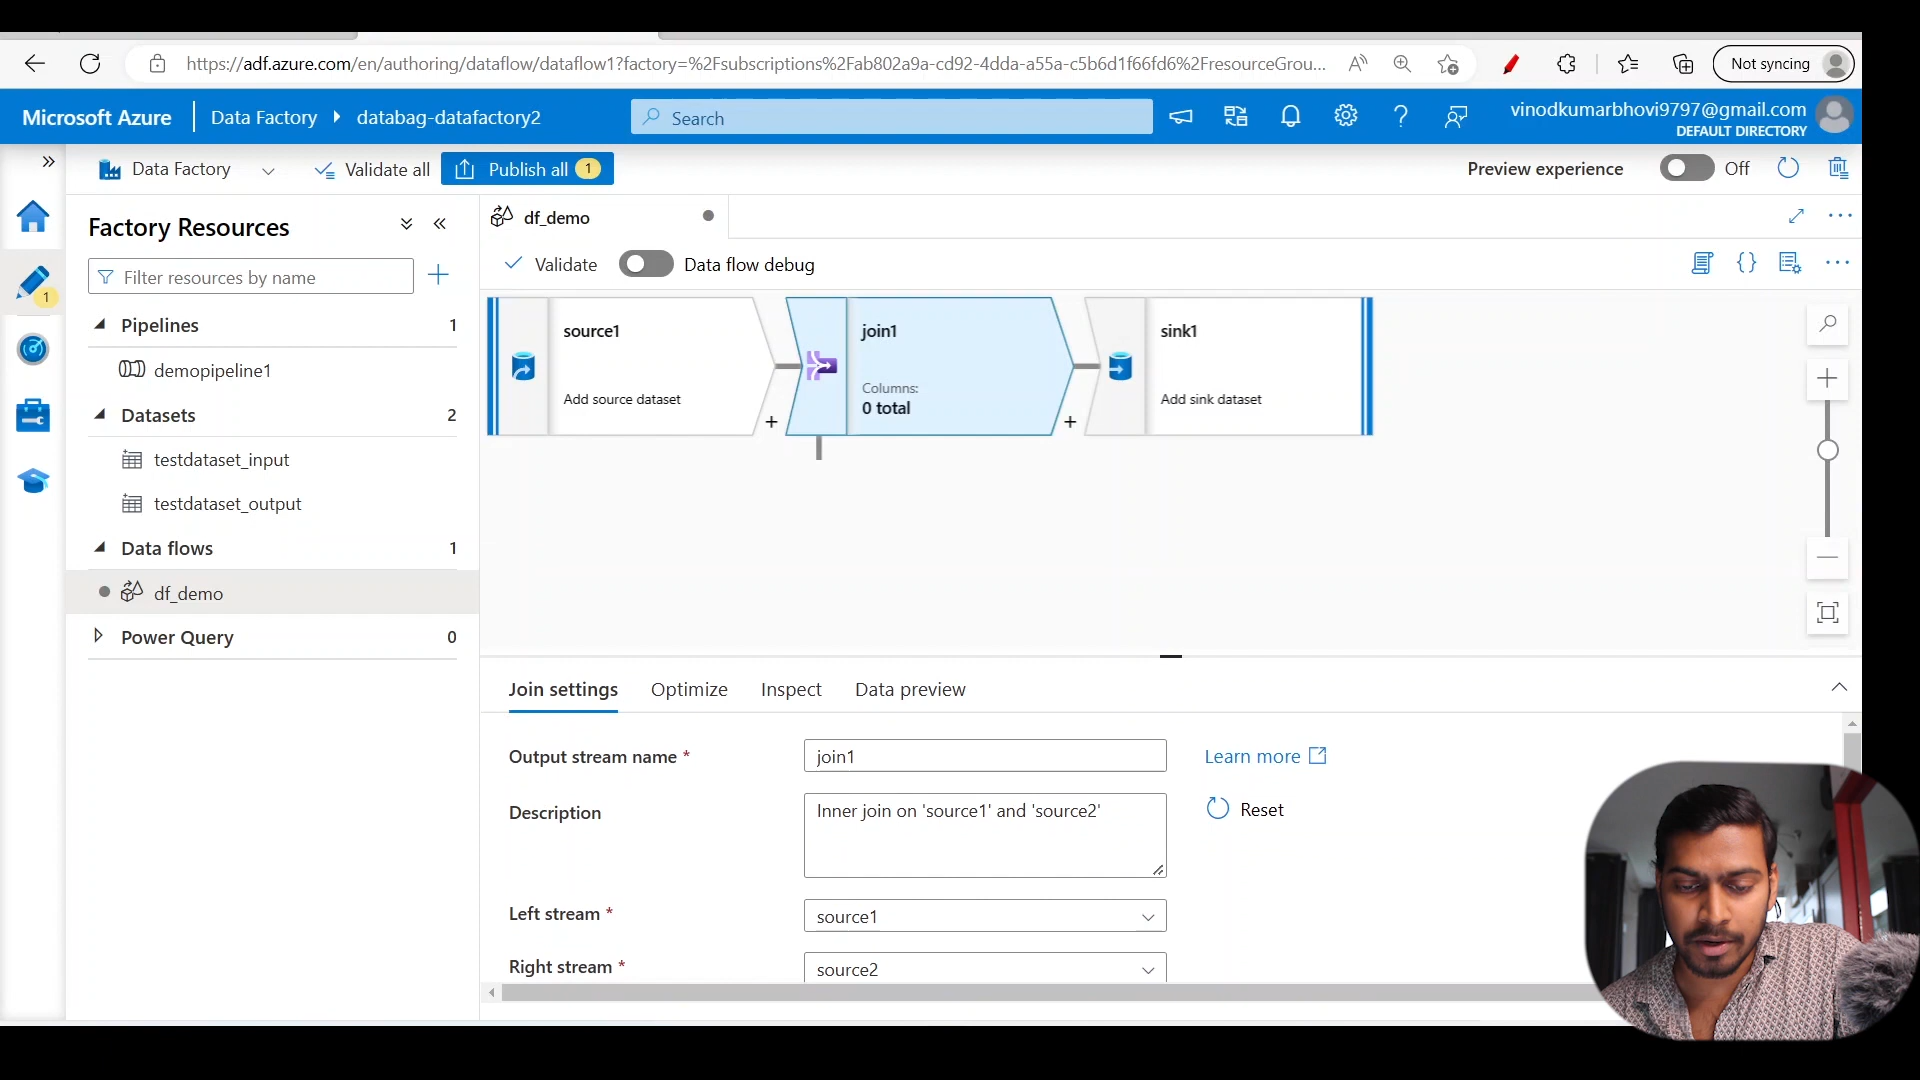 https://adf.azure.com/en/authoring/dataflow/dataflow1?factory=%2Fsubscriptions%2Fab802a9a-cd92-4dda-a55a-c5b6d1f66fd6%2FresourceGrou...
Not syncing
Microsoft Azure
Data Factory
databag-datafactory2
Search
vinodkumarbhovi9797@gmail.com
DEFAULT DIRECTORY
Data Factory
Validate all
Publish all 1
Preview experience
Off
Factory Resources
Filter resources by name
1
Pipelines 1
demopipeline1
Datasets 2
testdataset_input
testdataset_output
Data flows 1
df_demo
Power Query 0
df_demo
Validate
Data flow debug
source1
Add source dataset
join1
Columns:
0 total
sink1
Add sink dataset
Join settings
Optimize
Inspect
Data preview
Output stream name *
join1
Learn more
Description
Inner join on 'source1' and 'source2'
Reset
Left stream *
source1
Right stream *
source2